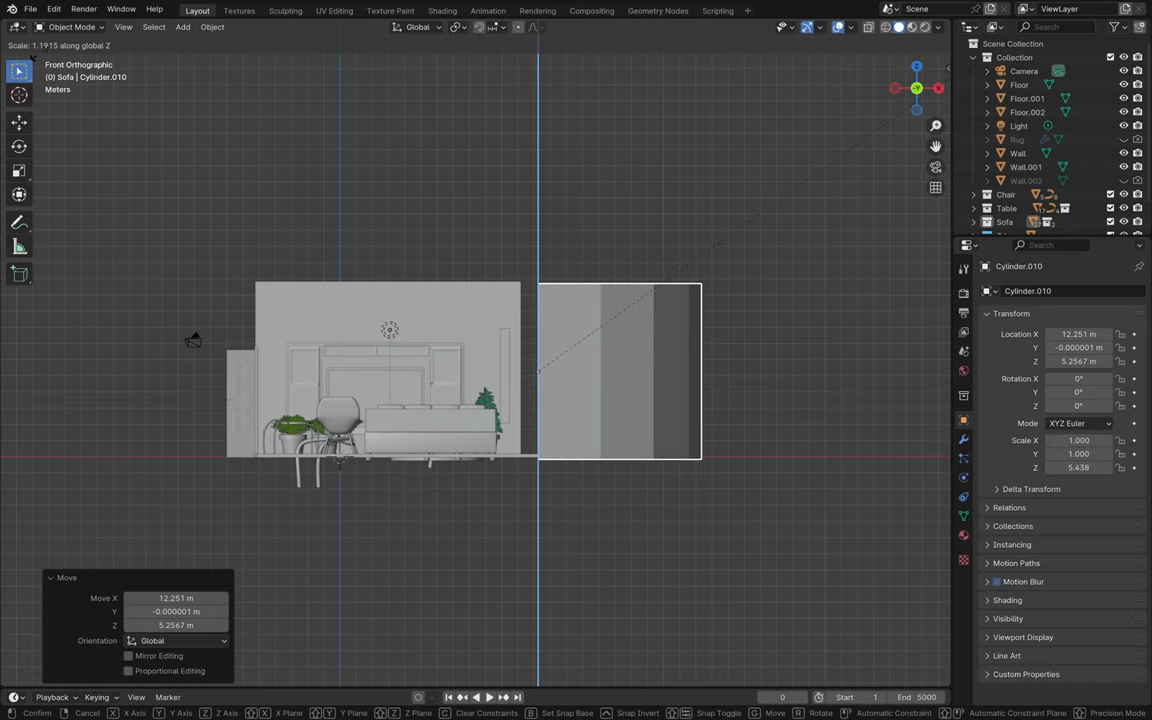 File Edit Render Window Help Layout Textures Sculpting UV Editing Texture Paint Shading Animation Rendering Compositing Geometry Nodes Scripting Scene ViewLayer
Object Mode View Select Add Object Global Search
Scale: 1.1915 along global Z
Front Orthographic
(0) Sofa | Cylinder.010
Meters
Z
X
-Y
Scene Collection
Collection
Camera
Floor
Floor.001
Floor.002
Light
Rug
Wall
Wall.001
Wall.002
Chair
Table
Sofa
Search
Cylinder.010
Cylinder.010
Transform
Location X 12.251 m
Y -0.000001 m
Z 5.2567 m
Rotation X 0°
Y 0°
Z 0°
Mode XYZ Euler
Scale X 1.000
Y 1.000
Z 5.438
Delta Transform
Relations
Collections
Instancing
Motion Paths
Motion Blur
Shading
Visibility
Viewport Display
Line Art
Custom Properties
Move
Move X 12.251 m
Y -0.000001 m
Z 5.2567 m
Orientation Global
Mirror Editing
Proportional Editing
Playback Keying View Marker 0 Start 1 End 5000
Confirm Cancel X X Axis Y Y Axis Z Z Axis X X Plane Y Y Plane Z Z Plane C Clear Constraints B Set Snap Base Snap Invert Snap Toggle G Move R Rotate Automatic Constraint Automatic Constraint Plane Precision Mode